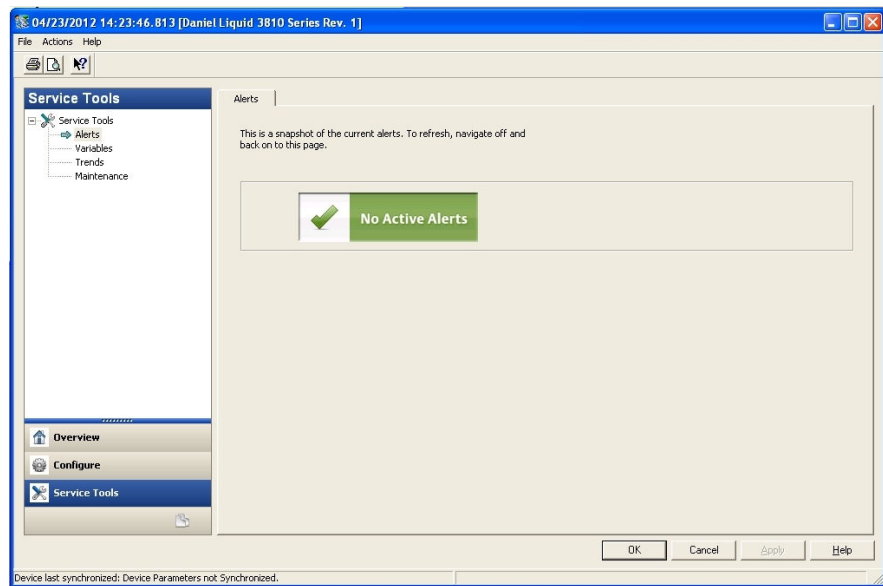 04/23/2012 14:23:46.813 [Daniel Liquid 3810 Series Rev. 1]
File Actions Help
Service Tools
Service Tools
Alerts
Variables
Trends
Maintenance
Overview
Configure
Service Tools
Alerts
This is a snapshot of the current alerts. To refresh, navigate off and
back on to this page.
No Active Alerts
OK Cancel Apply Help
Device last synchronized: Device Parameters not Synchronized.